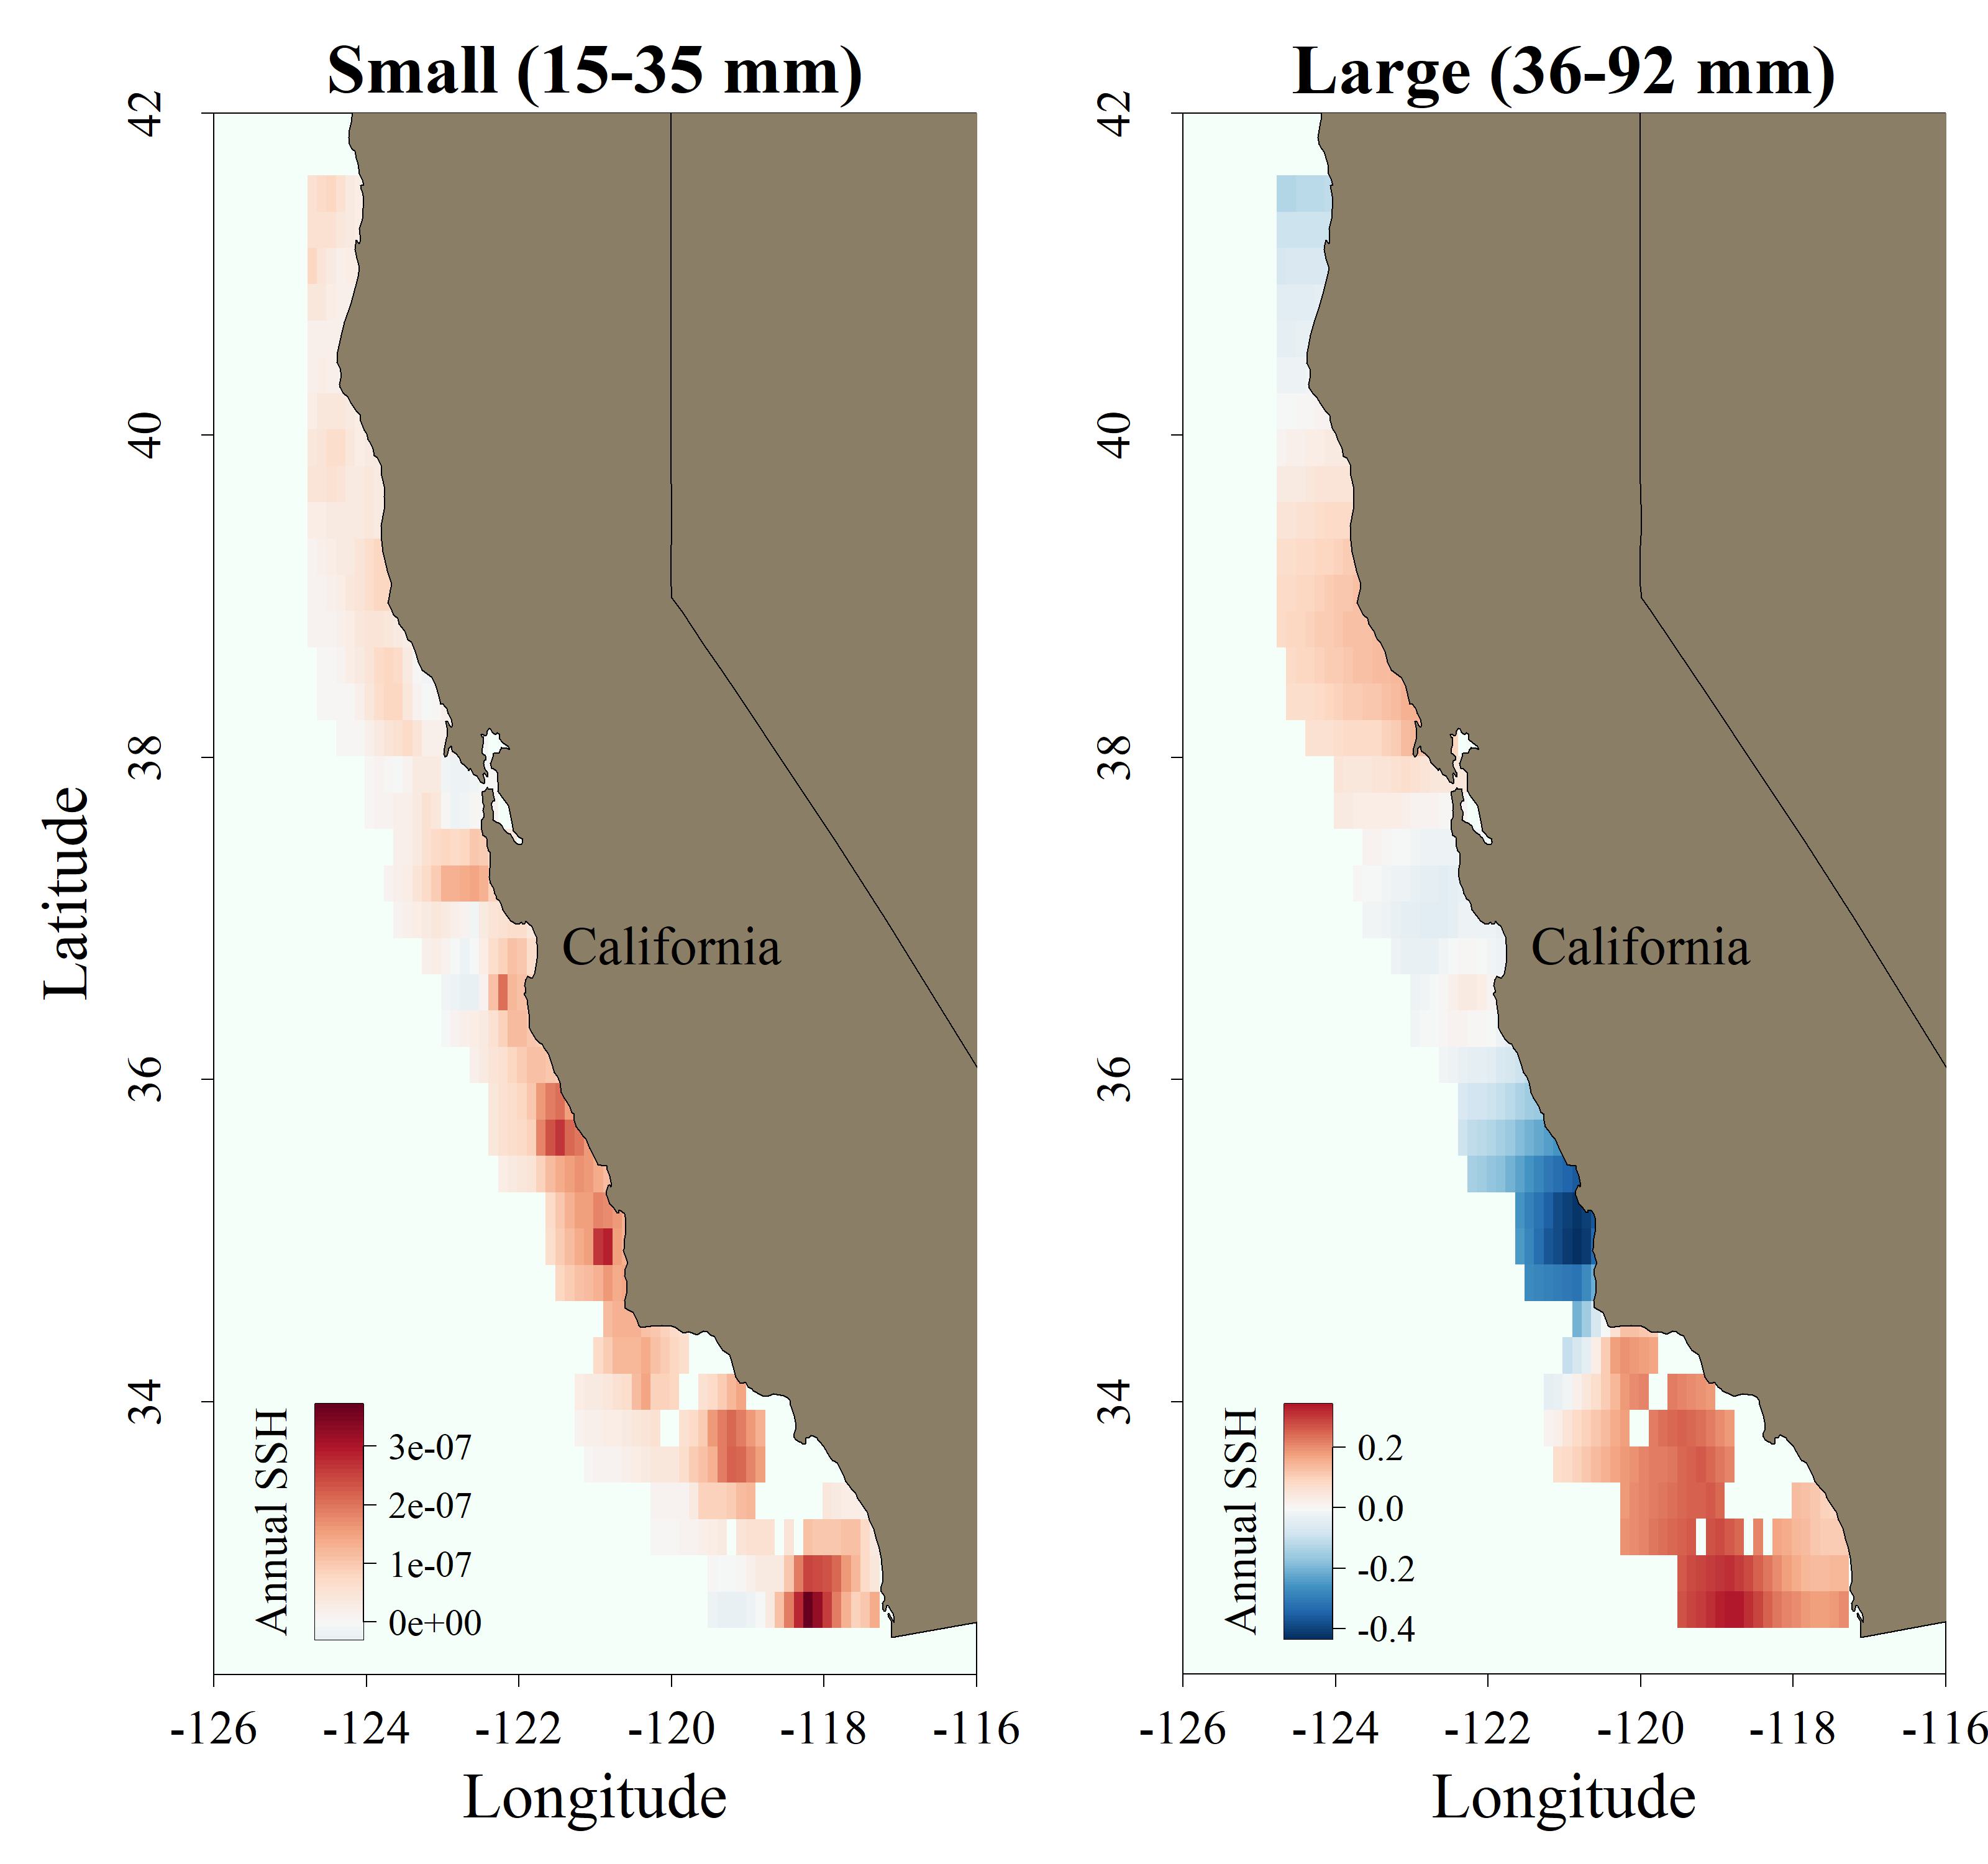 Small (15-35 mm)
Large (36-92 mm)
Latitude
42
40
38
36
34
California
Annual SSH
3e-07
2e-07
1e-07
0e+00
-126
-124
-122
-120
-118
-116
Longitude
42
40
38
36
34
California
Annual SSH
0.2
0.0
-0.2
-0.4
-126
-124
-122
-120
-118
-116
Longitude